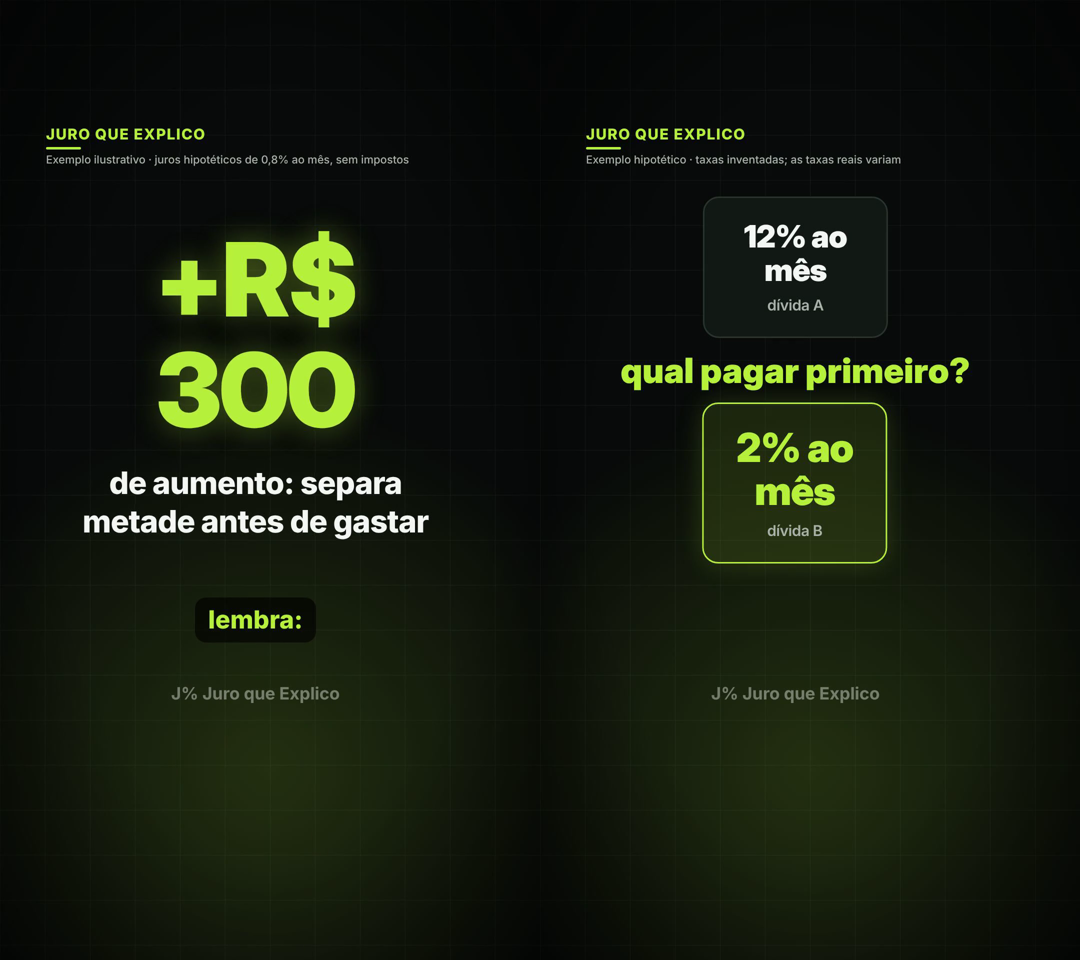 JURO QUE EXPLICO
Exemplo ilustrativo · juros hipotéticos de 0,8% ao mês, sem impostos
+R$
300
de aumento: separa
metade antes de gastar
lembra:
J% Juro que Explico
JURO QUE EXPLICO
Exemplo hipotético · taxas inventadas; as taxas reais variam
12% ao
mês
dívida A
qual pagar primeiro?
2% ao
mês
dívida B
J% Juro que Explico